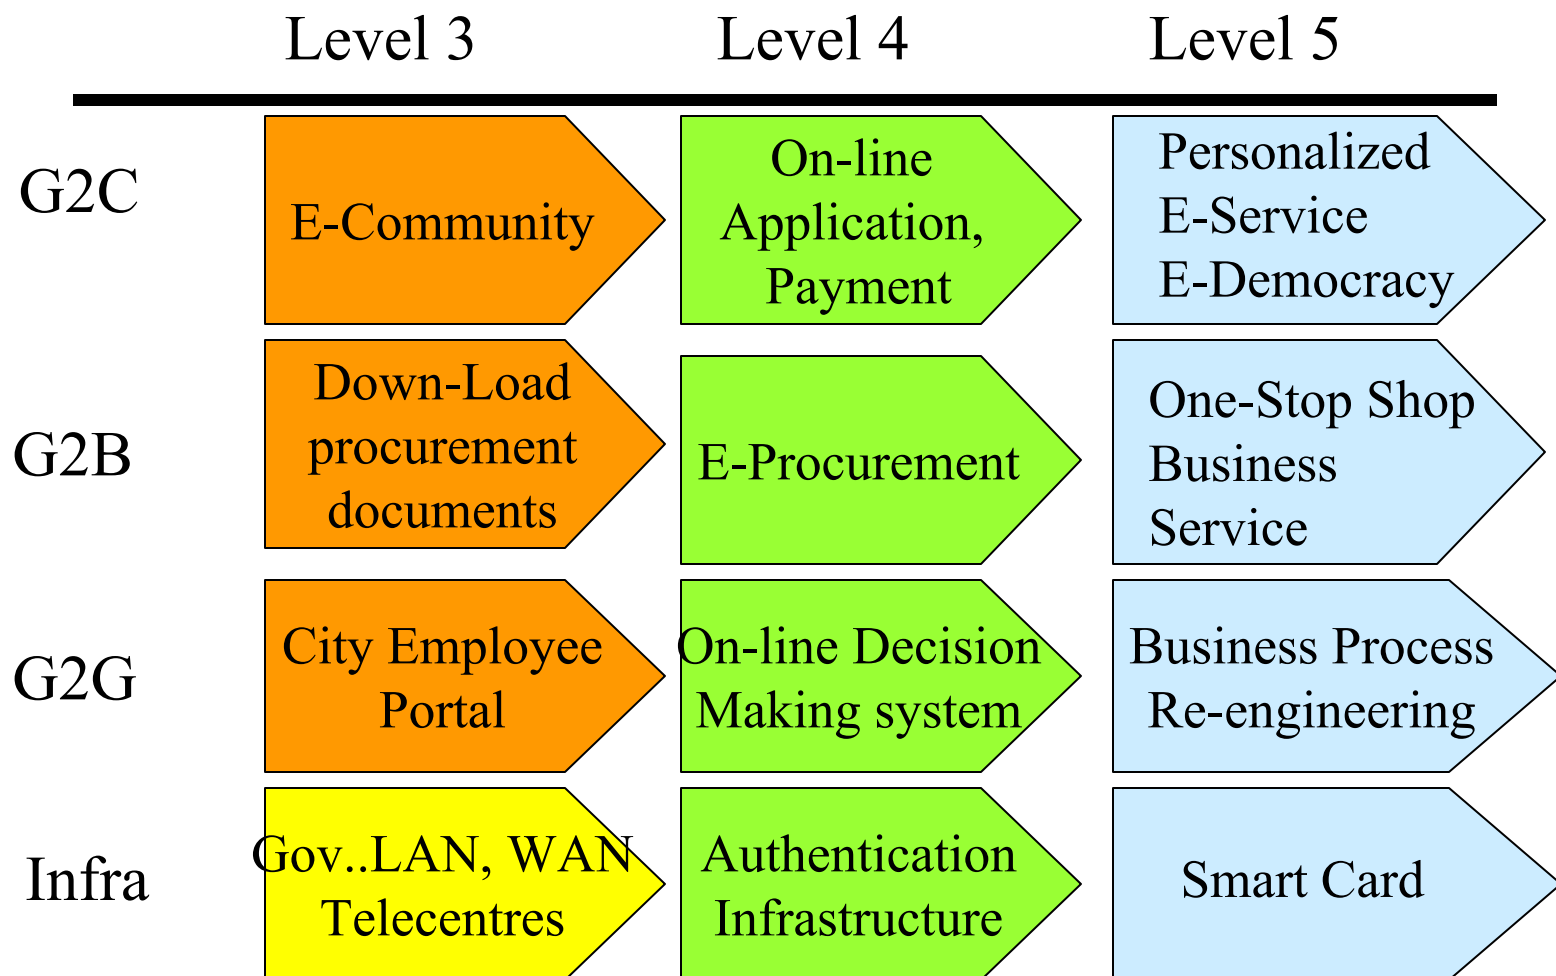 Level 3
Level 4
Level 5
G2C
E-Community
On-line
Application,
Payment
Personalized
E-Service
E-Democracy
G2B
Down-Load
procurement
documents
E-Procurement
One-Stop Shop
Business
Service
G2G
City Employee
Portal
On-line Decision
Making system
Business Process
Re-engineering
Infra
Gov..LAN, WAN
Telecentres
Authentication
Infrastructure
Smart Card